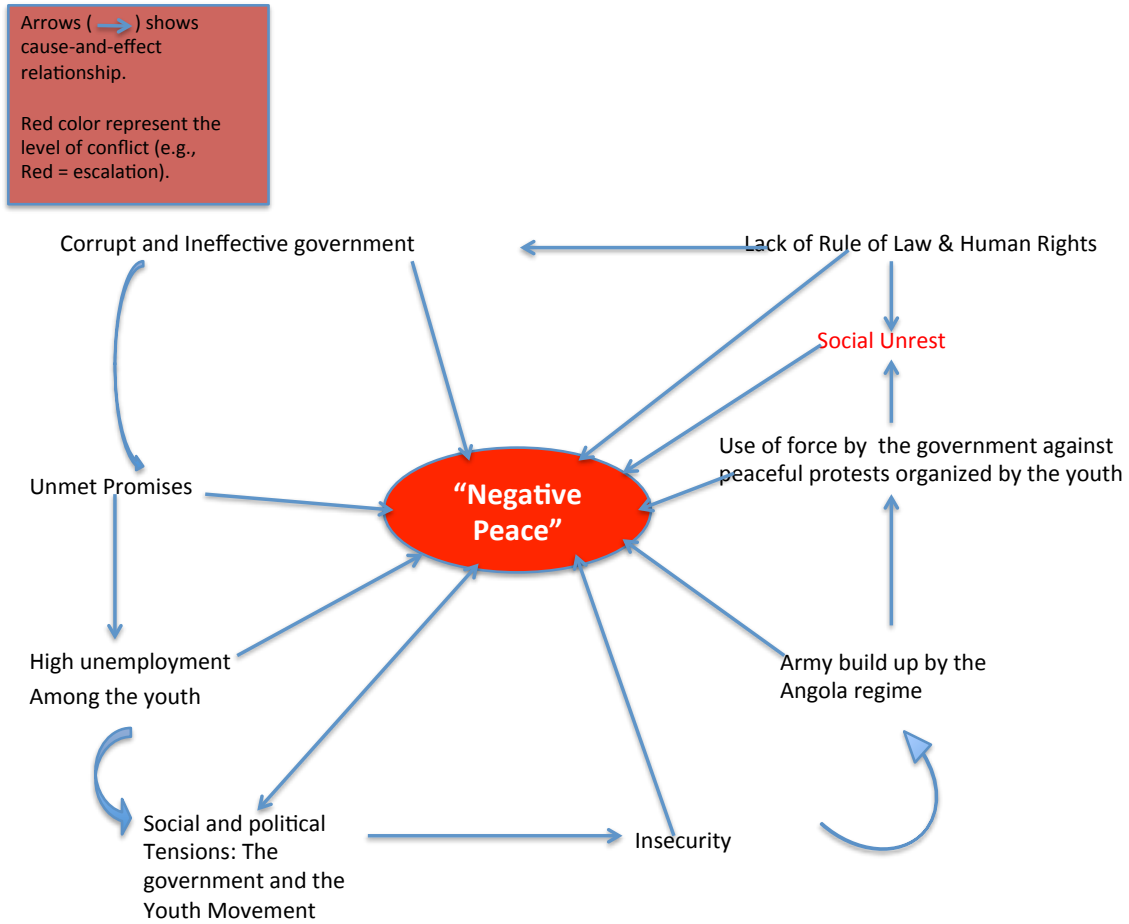 Arrows ( ) shows
cause-and-effect
relationship.
Red color represent the
level of conflict (e.g.,
Red = escalation).
Corrupt and Ineffective government
Lack of Rule of Law & Human Rights
Social Unrest
Use of force by the government against
peaceful protests organized by the youth
Unmet Promises
“Negative
Peace”
High unemployment
Among the youth
Army build up by the
Angola regime
Social and political
Tensions: The
government and the
Youth Movement
Insecurity